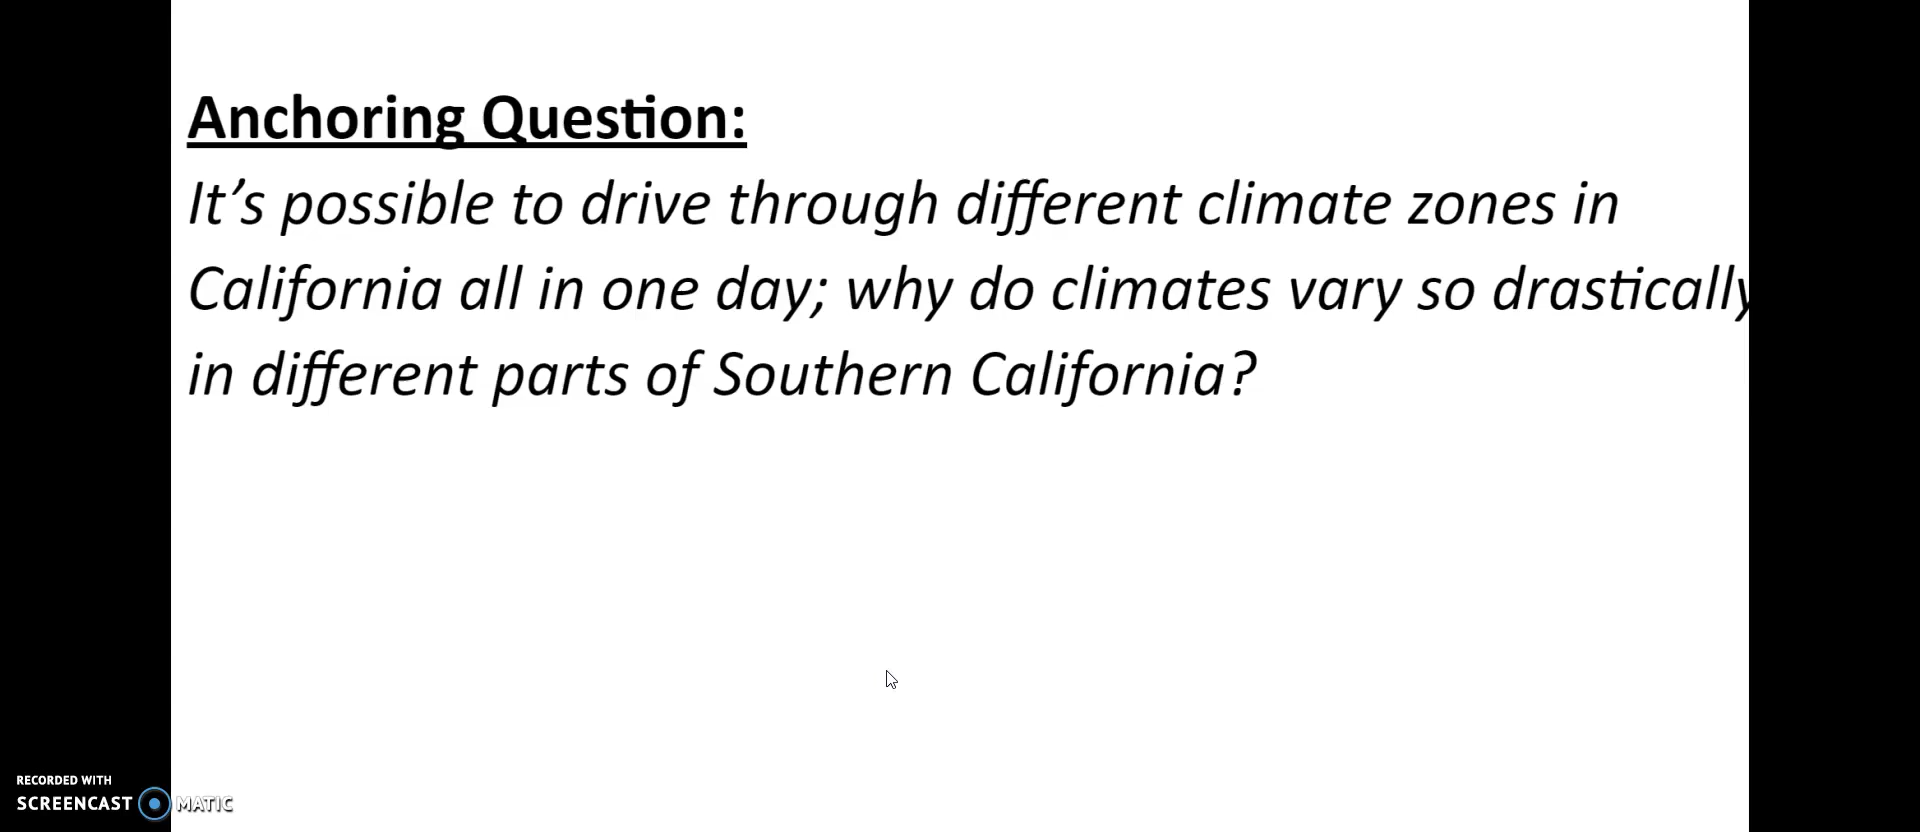 Anchoring Question:
It’s possible to drive through different climate zones in
California all in one day; why do climates vary so drastically
in different parts of Southern California?
RECORDED WITH
SCREENCAST MATIC